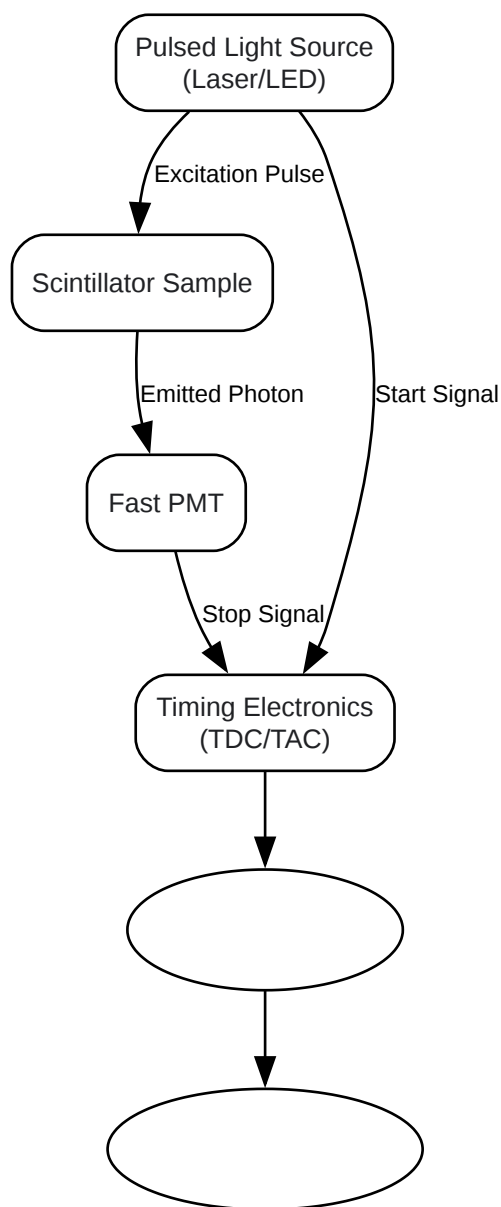 Pulsed Light Source
(Laser/LED)
Excitation Pulse
Scintillator Sample
Emitted Photon
Start Signal
Fast PMT
Stop Signal
Timing Electronics
(TDC/TAC)